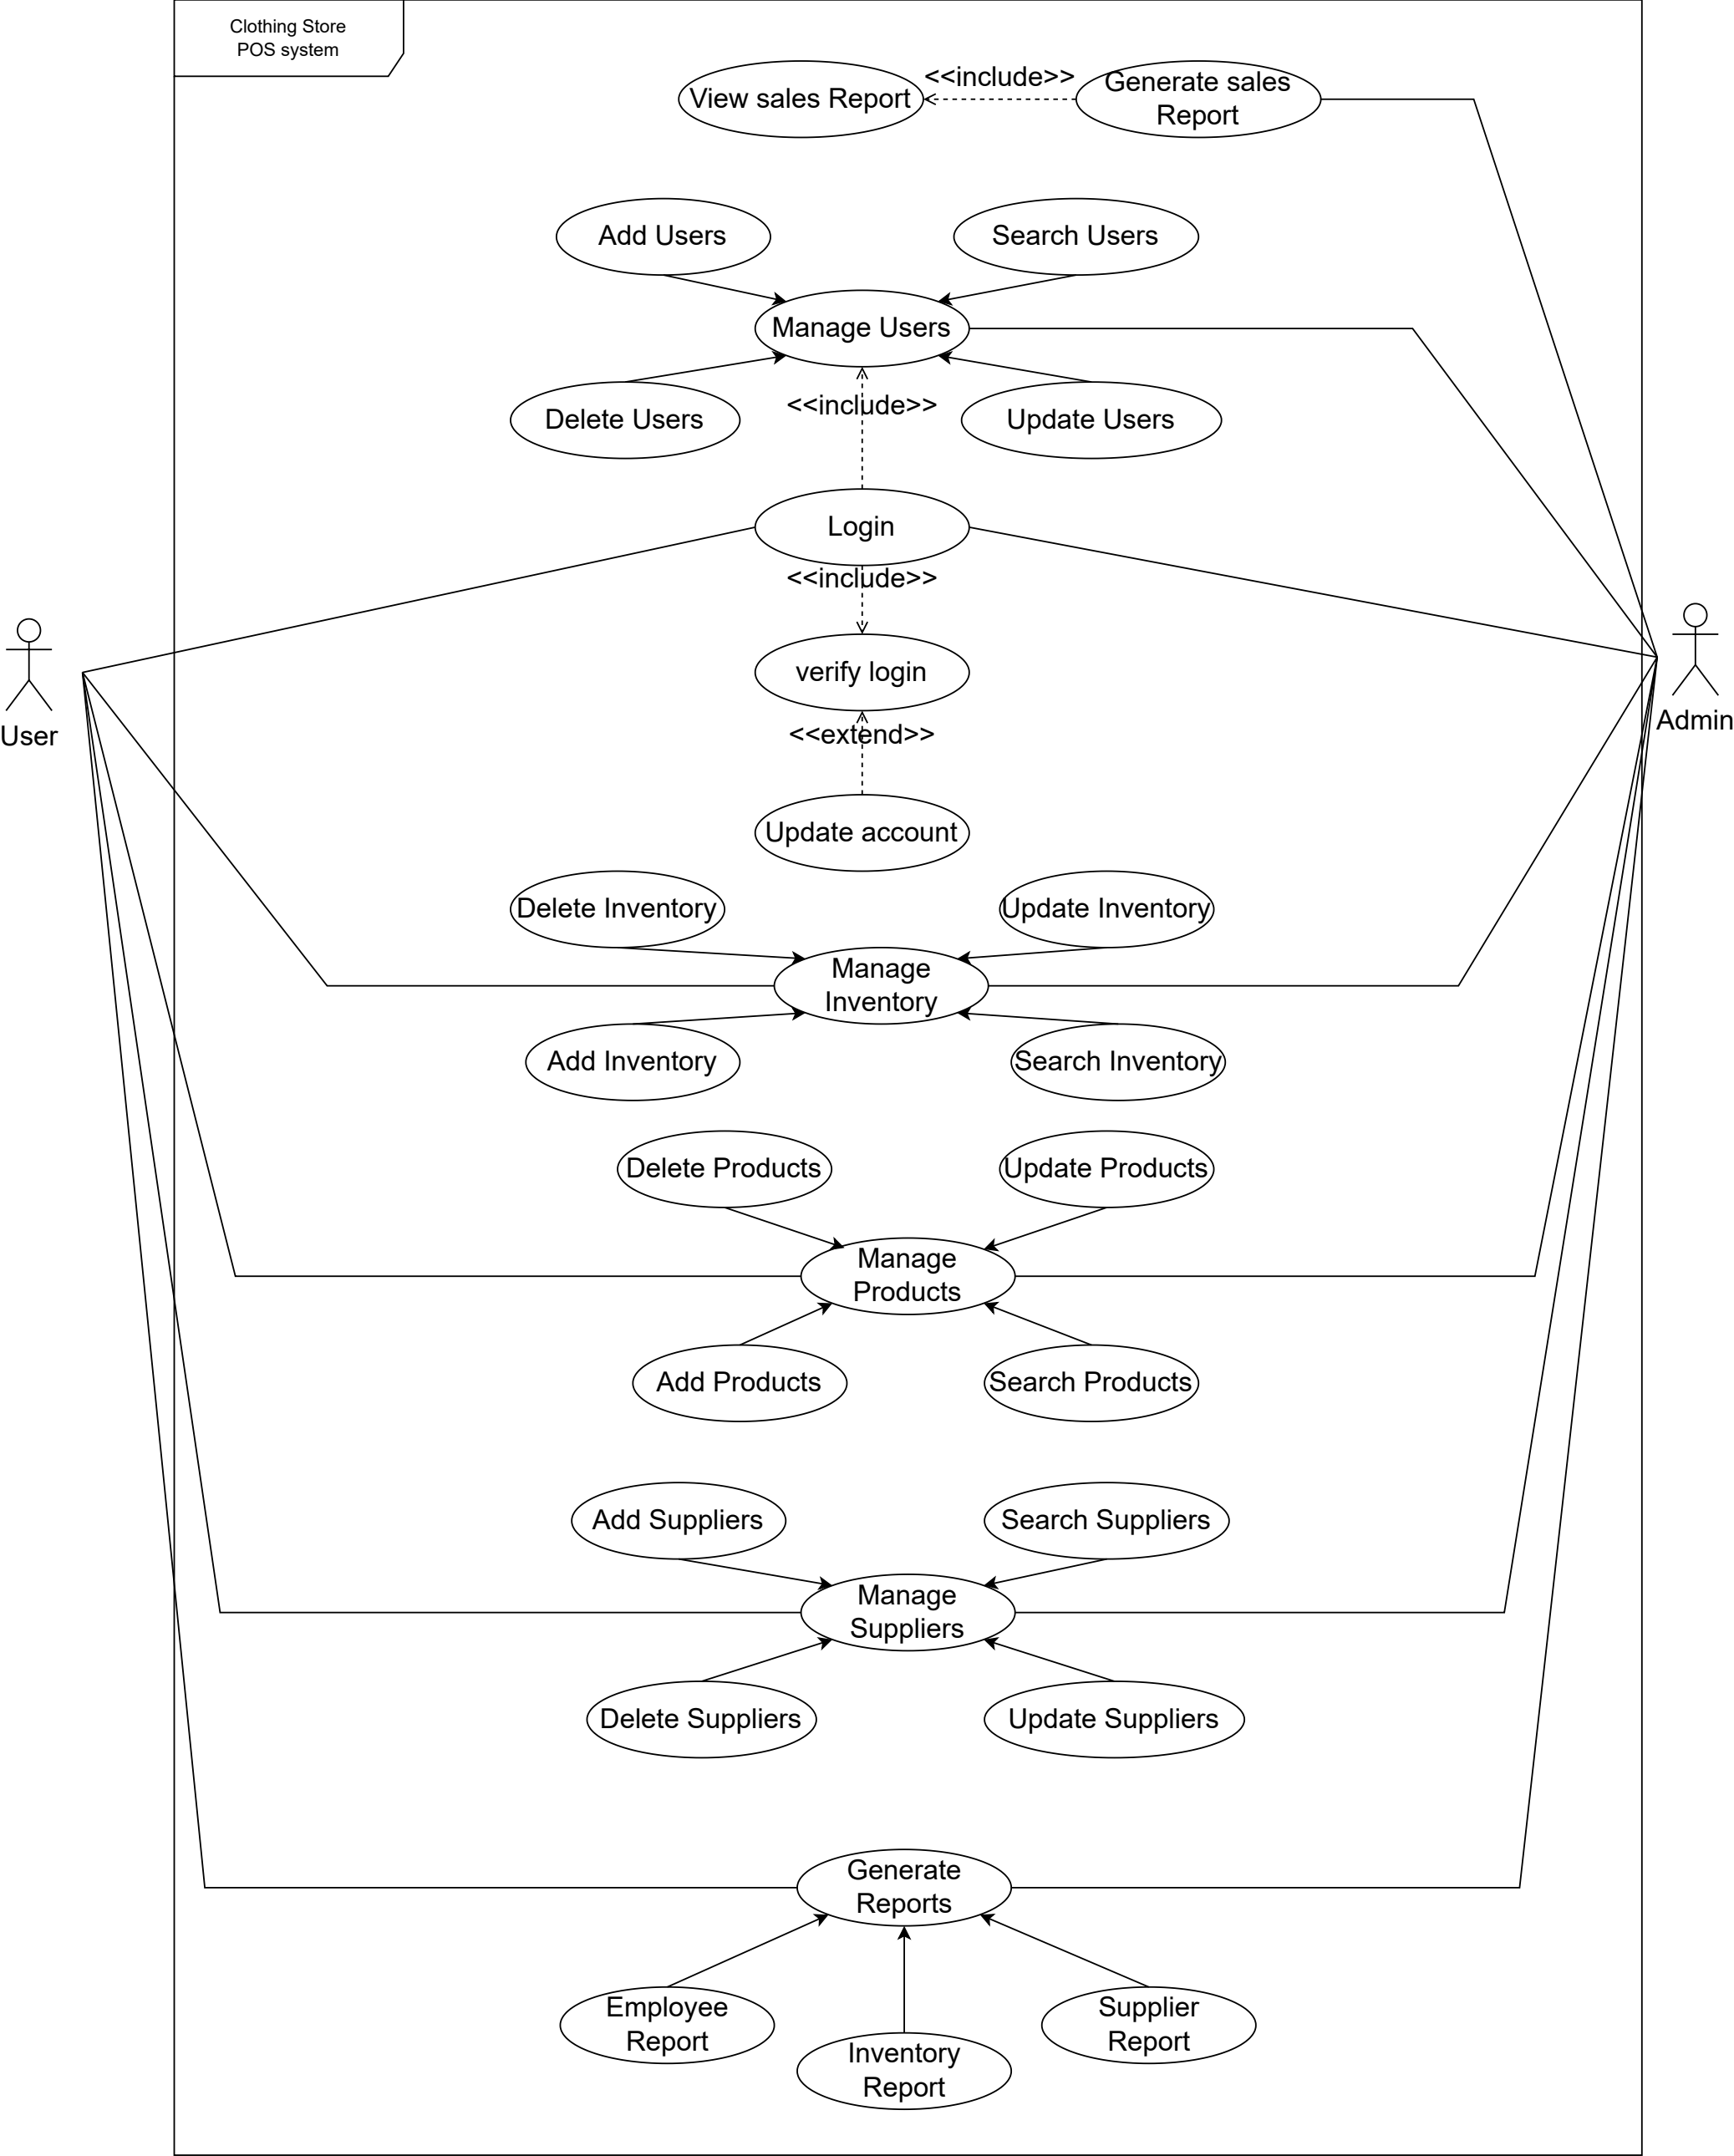 Clothing Store
POS system
View sales Report
<<include>>
Generate sales
Report
Add Users
Search Users
Manage Users
Delete Users
<<include>>
Update Users
Login
<<include>>
verify login
<<extend>>
User
Admin
Update account
Delete Inventory
Update Inventory
Manage
Inventory
Add Inventory
Search Inventory
Delete Products
Update Products
Manage
Products
Add Products
Search Products
Add Suppliers
Search Suppliers
Manage
Suppliers
Delete Suppliers
Update Suppliers
Generate
Reports
Employee
Report
Inventory
Report
Supplier
Report